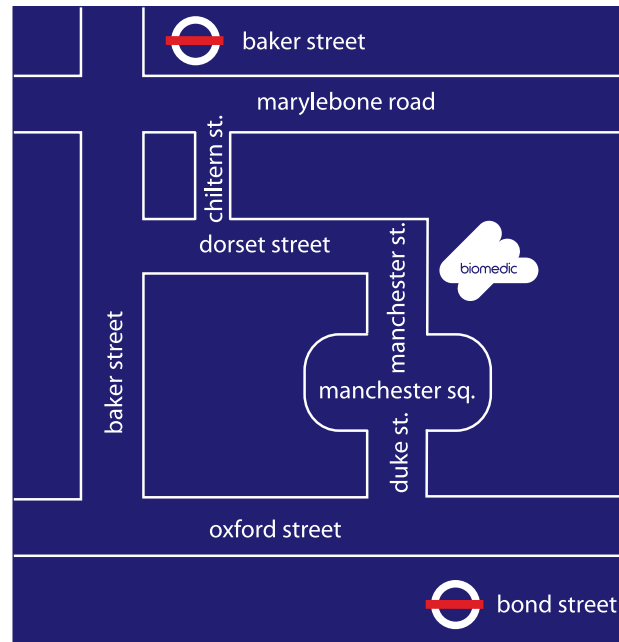 baker street
marylebone road
chiltern st.
dorset street
manchester st.
biomedic
baker street
manchester sq.
duke st.
oxford street
bond street